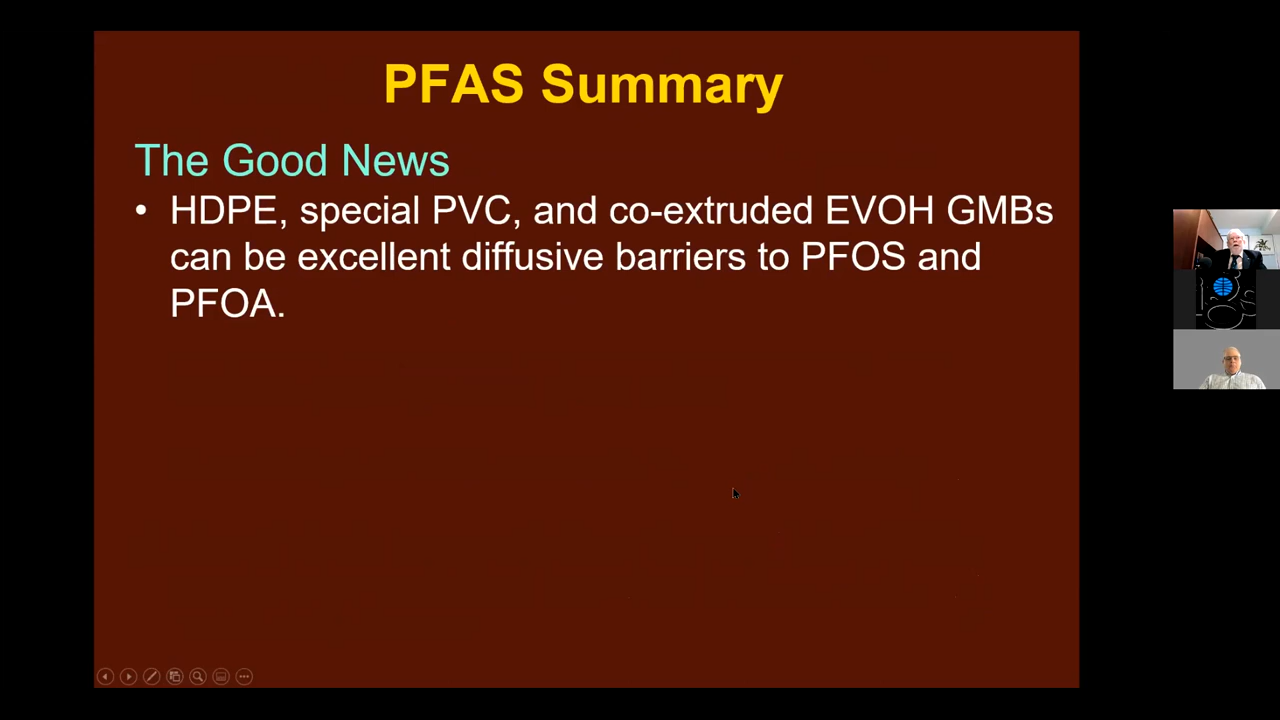 PFAS Summary
The Good News
• HDPE, special PVC, and co-extruded EVOH GMBs
can be excellent diffusive barriers to PFOS and
PFOA.